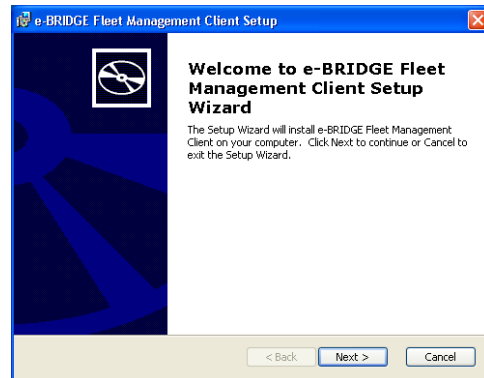 e-BRIDGE Fleet Management Client Setup
Welcome to e-BRIDGE Fleet
Management Client Setup
Wizard
The Setup Wizard will install e-BRIDGE Fleet Management
Client on your computer. Click Next to continue or Cancel to
exit the Setup Wizard.
< Back Next > Cancel